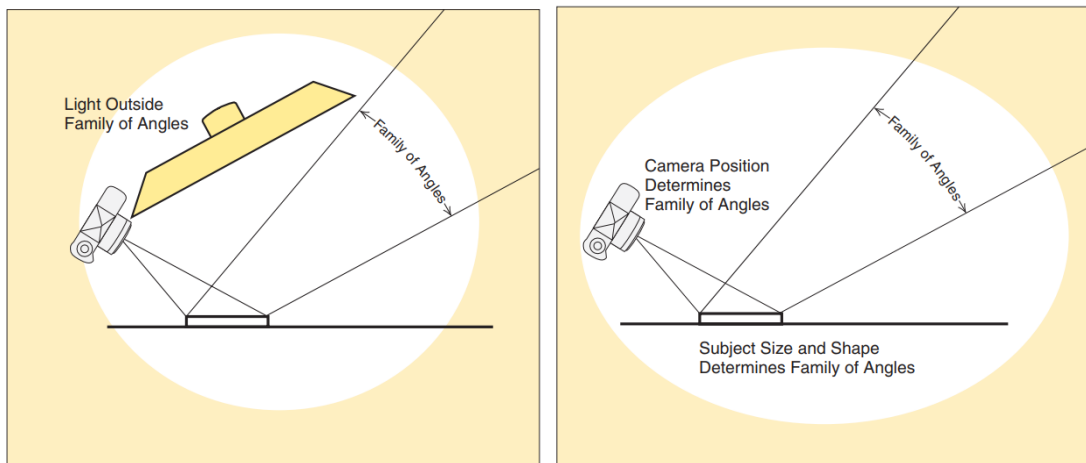 Light Outside
Family of Angles
Family of Angles
Camera Position
Determines
Family of Angles
Family of Angles
Subject Size and Shape
Determines Family of Angles